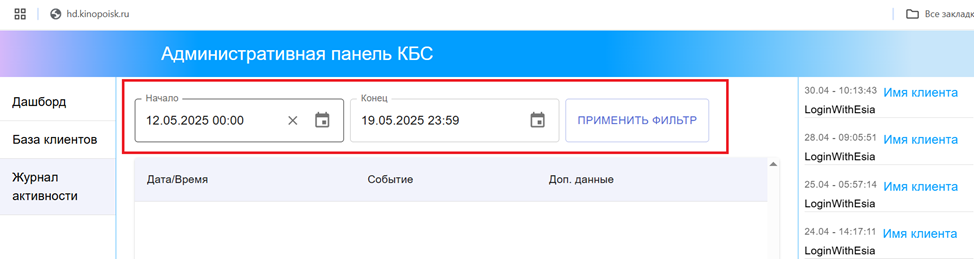 hd.kinopoisk.ru
Все закладк
Административная панель КБС
Дашборд
База клиентов
Журнал
активности
Начало
12.05.2025 00:00
Конец
19.05.2025 23:59
ПРИМЕНИТЬ ФИЛЬТР
Дата/Время
Событие
Доп. данные
30.04 - 10:13:43 Имя клиента
LoginWithEsia
28.04 - 09:05:51 Имя клиента
LoginWithEsia
25.04 - 05:57:14 Имя клиента
LoginWithEsia
24.04 - 14:17:11 Имя клиента
LoginWithEsia